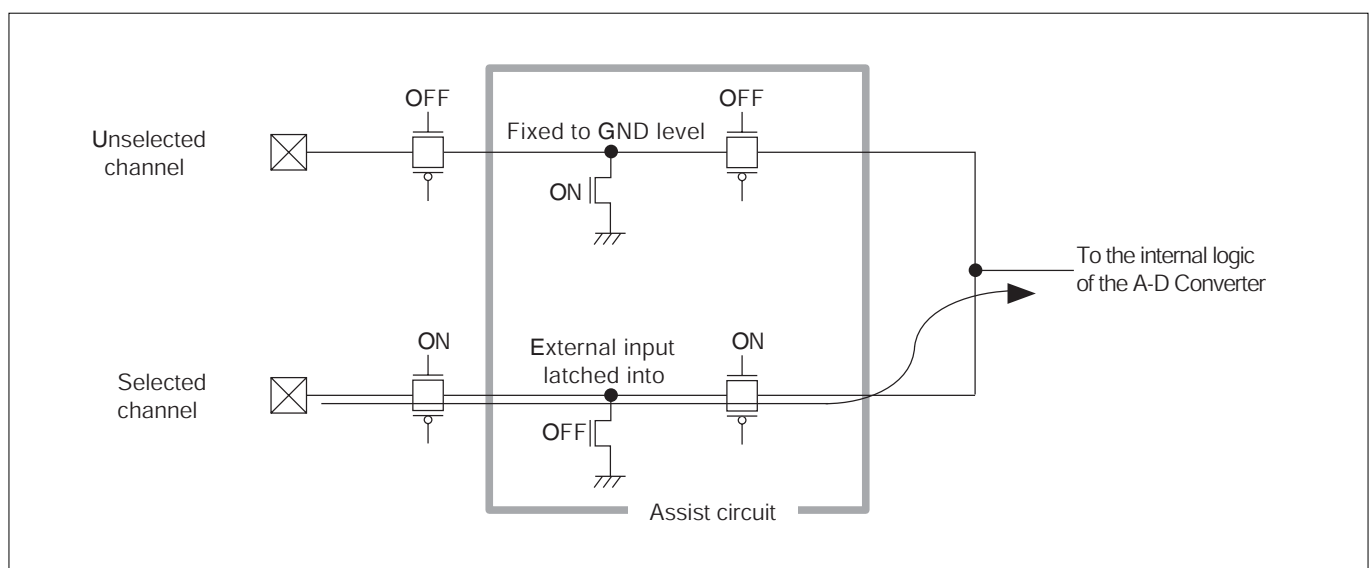 OFF
OFF
Unselected
channel
Fixed to GND level
ON
To the internal logic
of the A-D Converter
ON
ON
External input
latched into
Selected
channel
OFF
Assist circuit